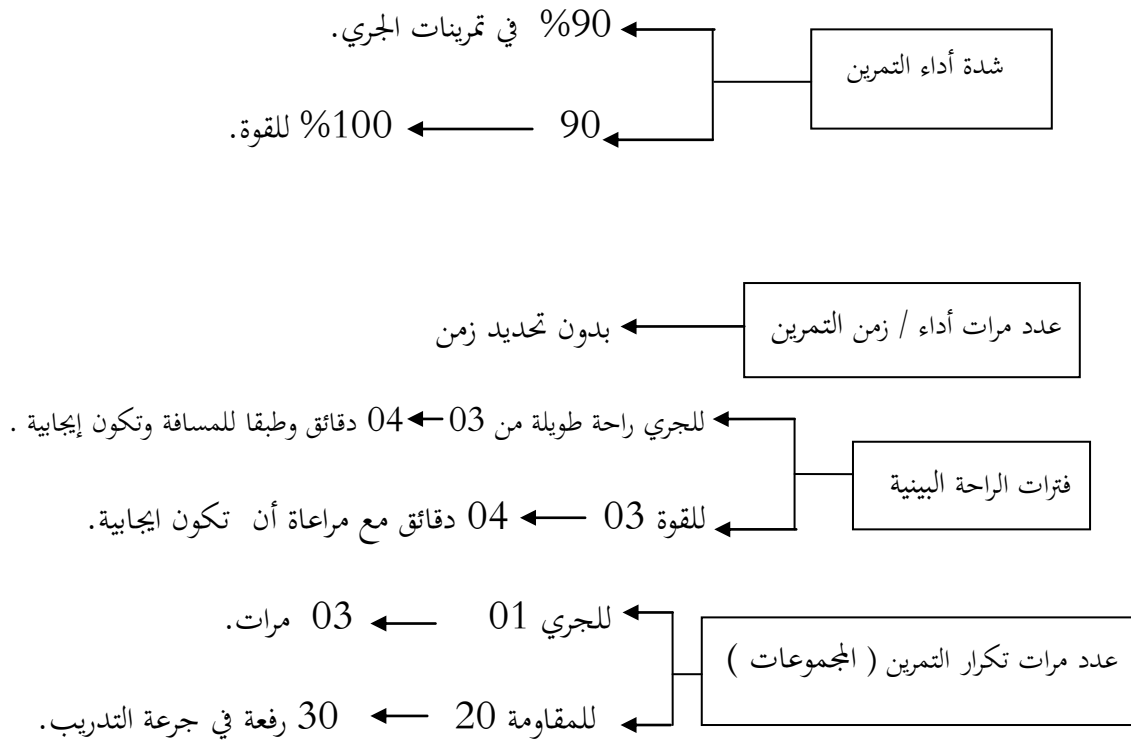 شدة أداء التمرين
90% في تمرينات الجري.
90 100% للقوة.
عدد مرات أداء / زمن التمرين
بدون تحديد زمن
فترات الراحة البينية
للجري راحة طويلة من 03 04 دقائق وطبقا للمسافة وتكون إيجابية .
للقوة 03 04 دقائق مع مراعاة أن تكون ايجابية.
عدد مرات تكرار التمرين ( المجموعات )
للجري 01 03 مرات.
للمقاومة 20 30 رفعة في جرعة التدريب.